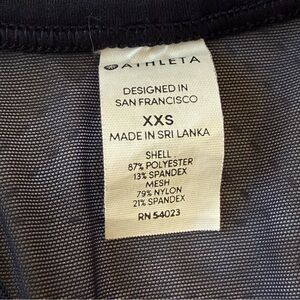 ATHLETA
DESIGNED IN
SAN FRANCISCO
XXS
MADE IN SRI LANKA
SHELL
87% POLYESTER
13% SPANDEX
MESH
79% NYLON
21% SPANDEX
RN 54023